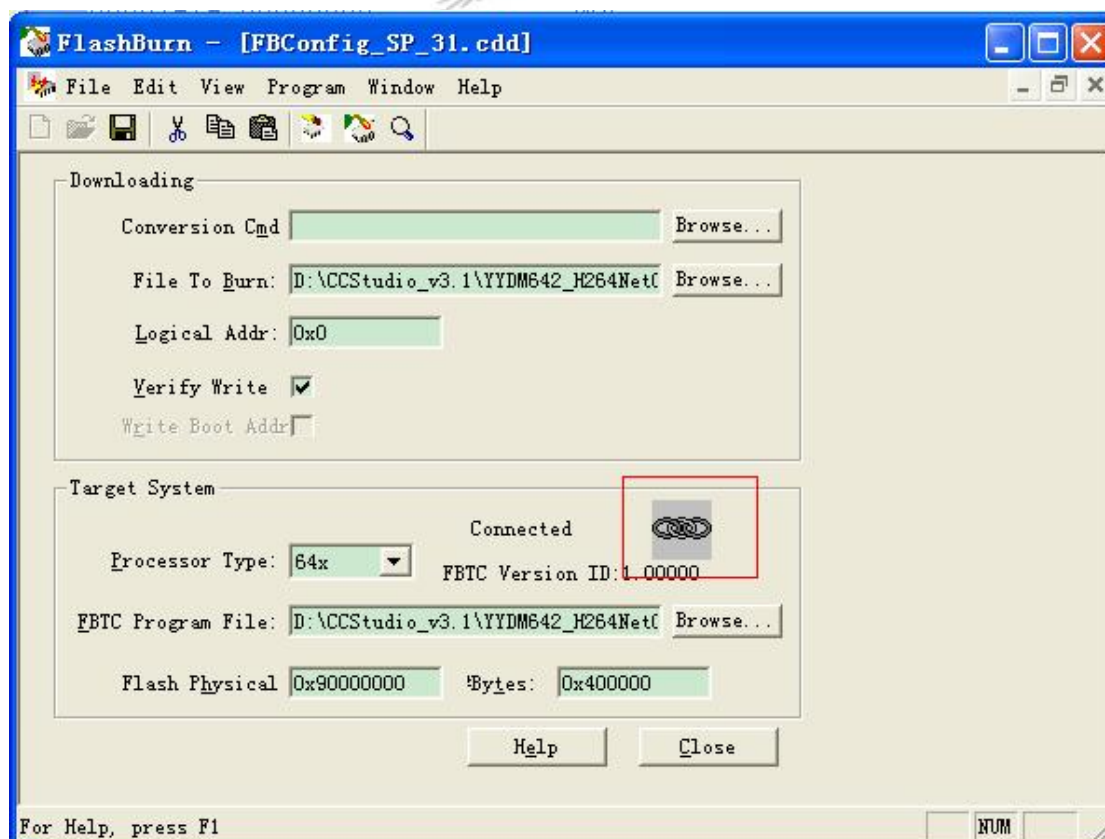 FlashBurn - [FBConfig_SP_31.cdd]
File Edit View Program Window Help
Downloading
Conversion Cmd Browse...
File To Burn: D:\CCStudio_v3.1\YYDM642_H264Net Browse...
Logical Addr: 0x0
Verify Write
Write Boot Addr
Target System
Connected
Processor Type: 64x
FBTC Version ID:1.00000
FBTC Program File: D:\CCStudio_v3.1\YYDM642_H264Net Browse...
Flash Physical 0x90000000 Bytes: 0x400000
Help Close
For Help, press F1 NUM